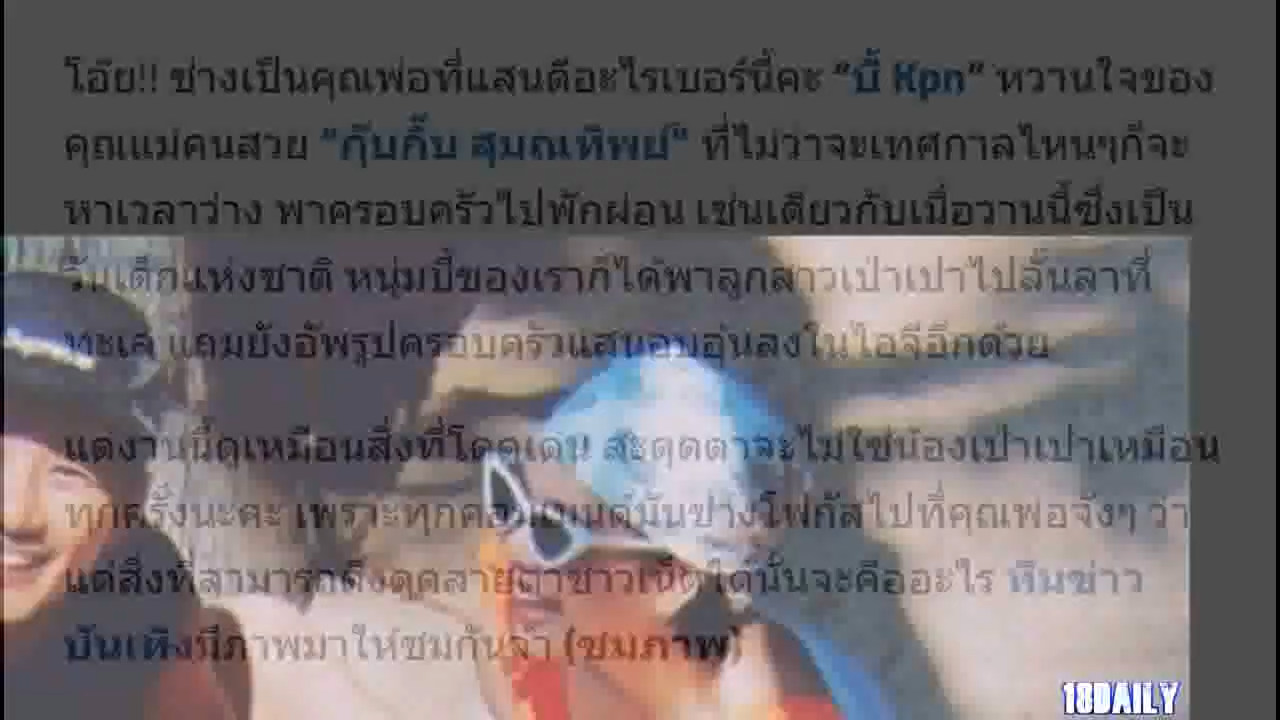 โอ๊ย!! ช่างเป็นคุณพ่อที่แสนดีอะไรเบอร์นี้คะ “บี้ Kpn” หวานใจของ
คุณแม่คนสวย “กุ๊บกิ๊บ สุมณทิพย์” ที่ไม่ว่าจะเทศกาลไหนๆก็จะ
หาเวลาว่าง พาครอบครัวไปพักผ่อน เช่นเดียวกับเมื่อวานนี้ซึ่งเป็น
วันเด็กแห่งชาติ หนุ่มบี้ของเราก็ได้พาลูกสาวเป่าเปาไปลั้นลาที่
ทะเล แถมยังอัพรูปครอบครัวแสนอบอุ่นลงในไอจีอีกด้วย
แต่งานนี้ดูเหมือนสิ่งที่โดดเด่น สะดุดตาจะไม่ใช่น้องเป่าเปาเหมือน
ทุกครั้งนะคะ เพราะทุกคอมเมนต์นั้นช่างโฟกัสไปที่คุณพ่อจังๆ ว่า
แต่สิ่งที่สามารถดึงดูดสายตาชาวเน็ตได้นั้นจะคืออะไร ทีมข่าว
บันเทิงมีภาพมาให้ชมกันจ้า (ชมภาพ)
18DAILY